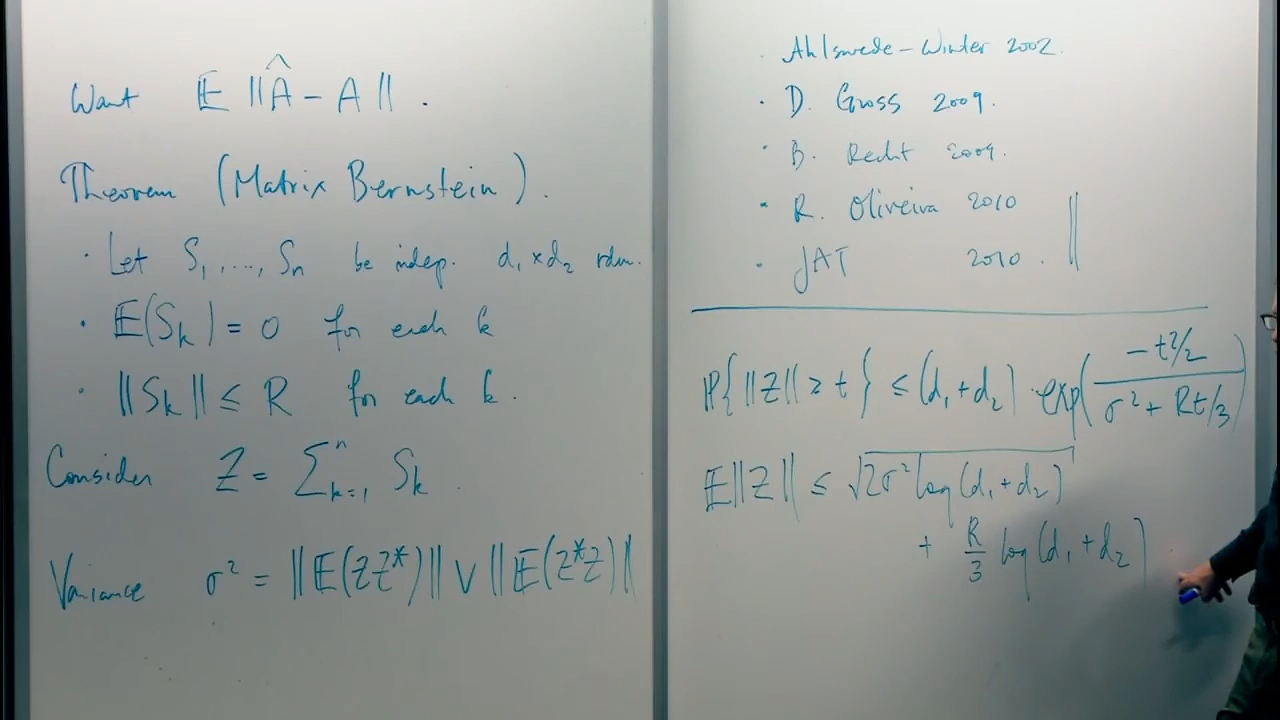 Want 𝔼 ‖Â − A‖ .
Theorem (Matrix Bernstein).
· Let S₁, ..., Sₙ be indep. d₁×d₂ rdm.
· 𝔼(Sₖ) = 0 for each k
· ‖Sₖ‖ ≤ R for each k.
Consider Z = ∑ₖ₌₁ⁿ Sₖ .
Variance σ² = ‖𝔼(ZZ*)‖ ∨ ‖𝔼(Z*Z)‖
· Ahlswede – Winter 2002.
· D. Gross 2009.
· B. Recht 2009.
· R. Oliveira 2010
· JAT 2010 .
ℙ{ ‖Z‖ ≥ t } ≤ (d₁+d₂) · exp( (−t²/2) / (σ² + Rt/3) )
𝔼‖Z‖ ≤ √(2σ² log(d₁+d₂))
+ R/3 log(d₁+d₂)